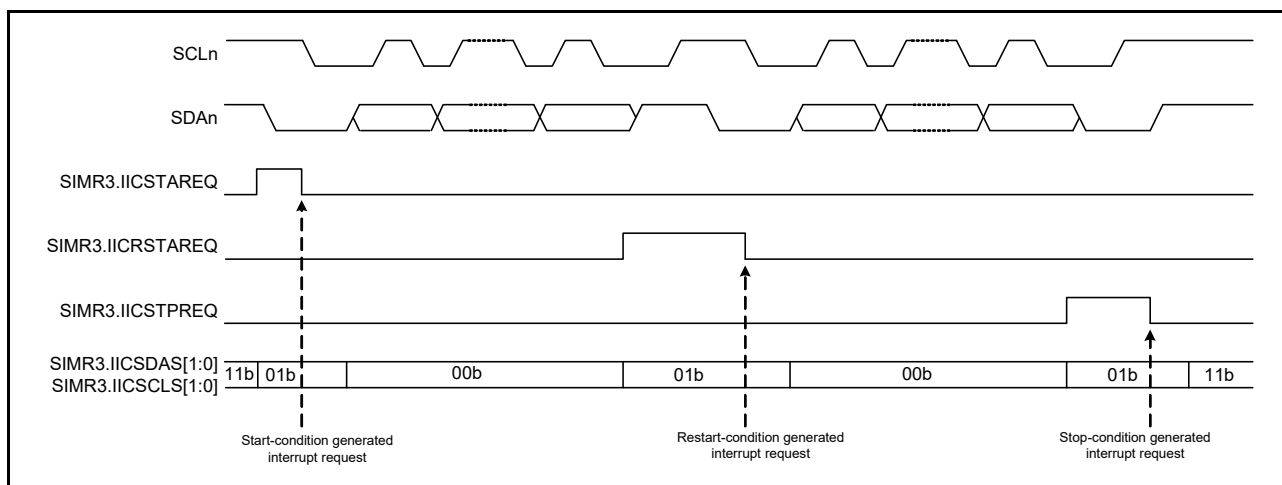 SCLn
SDAn
SIMR3.IICSTAREQ
SIMR3.IICRSTAREQ
SIMR3.IICSTPREQ
SIMR3.IICSDAS[1:0]
SIMR3.IICSCLS[1:0]
11b 01b 00b 01b 00b 01b 11b
Start-condition generated
interrupt request
Restart-condition generated
interrupt request
Stop-condition generated
interrupt request